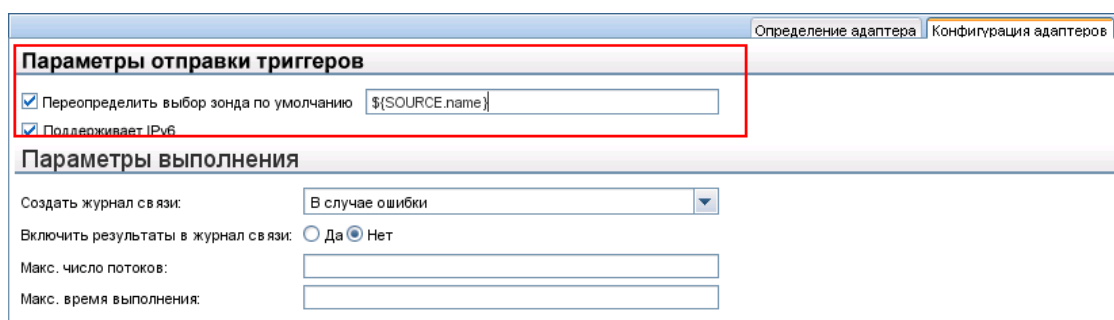 Определение адаптера Конфигурация адаптеров
Параметры отправки триггеров
Переопределить выбор зонда по умолчанию ${SOURCE.name}
Поддерживает IPv6
Параметры выполнения
Создать журнал связи: В случае ошибки
Включить результаты в журнал связи: Да Нет
Макс. число потоков:
Макс. время выполнения: